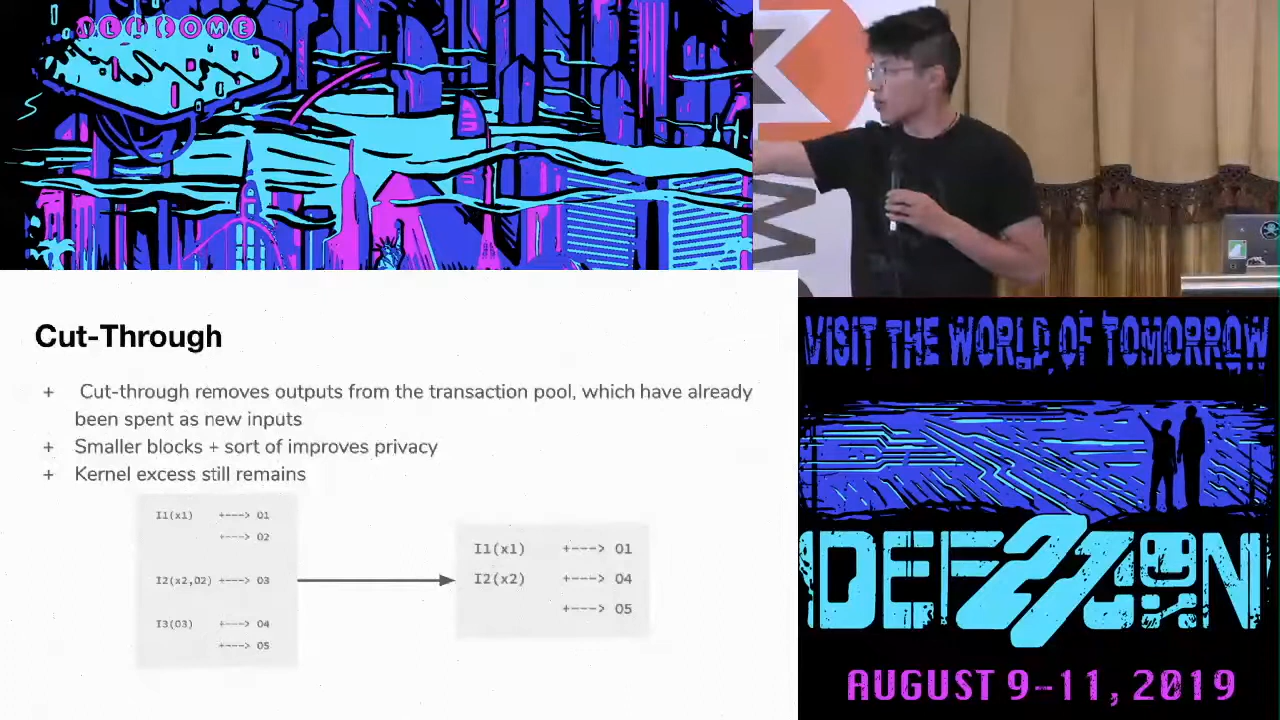 WELCOME
Cut-Through
+ Cut-through removes outputs from the transaction pool, which have already
been spent as new inputs
+ Smaller blocks + sort of improves privacy
+ Kernel excess still remains
I1(x1) +---> O1
+---> O2
I2(x2,O2) +---> O3
I3(O3) +---> O4
+---> O5
I1(x1) +---> O1
I2(x2) +---> O4
+---> O5
VISIT THE WORLD OF TOMORROW
DEF 27 CON
AUGUST 9-11, 2019